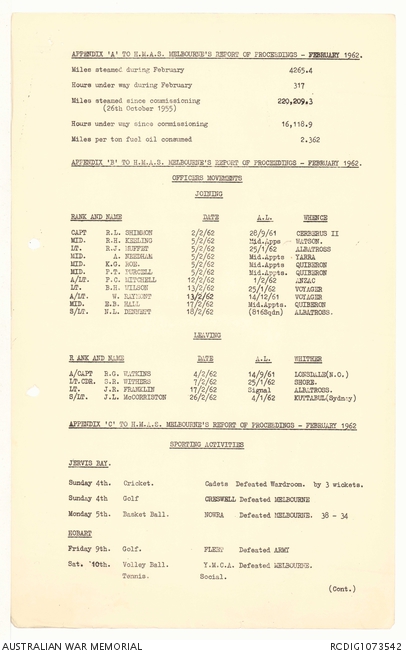 APPENDIX 'A' TO H.M.A.S. MELBOURNE'S REPORT OF PROCEEDINGS - FEBRUARY 1962.
Miles steamed during February 4265.4
Hours under way during February 317
Miles steamed since commissioning 220,209.3
(26th October 1955)
Hours under way since commissioning 16,118.9
Miles per ton fuel oil consumed 2.362
APPENDIX 'B' TO H.M.A.S. MELBOURNE'S REPORT OF PROCEEDINGS - FEBRUARY 1962.
OFFICERS MOVEMENTS
JOINING
RANK AND NAME DATE A.L. WHENCE
CAPT R.L. SHIMMON 2/2/62 28/9/61 CERBERUS II
MID. R.H. KEELING 5/2/62 Mid.Apps WATSON.
LT. R.J. MUFFET 5/2/62 25/1/62 ALBATROSS
MID. A. NEEDHAM 5/2/62 Mid.Appts YARRA
MID. K.G. ROE. 5/2/62 Mid.Appts QUIBERON
MID. P.T. PURCELL 5/2/62 Mid.Appts. QUIBERON
A/LT. P.C. MITCHELL 12/2/62 1/2/62 ANZAC
LT. B.H. WILSON 13/2/62 25/1/62 VOYAGER
A/LT. W. RAYMONT 13/2/62 14/12/61 VOYAGER
MID. E.B. HALL 17/2/62 Mid.Appts. QUIBERON
S/LT. N.L. DENNETT 18/2/62 (816Sqdn) ALBATROSS.
LEAVING
R ANK AND NAME DATE A.L. WHITHER
A/CAPT R.G. WATKINS 4/2/62 14/9/61 LONSDALE(N.O.)
LT.CDR. S.R. WITHERS 7/2/62 25/1/62 SHORE.
LT. J.R. FRANKLIN 17/2/62 Signal ALBATROSS.
S/LT. J.L. McCORRISTON 26/2/62 4/1/62 KUTTABUL(Sydney)
APPENDIX 'C' TO H.M.A.S. MELBOURNE'S REPORT OF PROCEEDINGS - FEBRUARY 1962
SPORTING ACTIVITIES
JERVIS BAY.
Sunday 4th. Cricket. Cadets Defeated Wardroom. by 3 wickets.
Sunday 4th Golf CRESWELL Defeated MELBOURNE
Monday 5th Basket Ball. NOWRA Defeated MELBOURNE. 38 - 34
HOBART
Friday 9th. Golf. FLEET Defeated ARMY
Sat. 10th. Volley Ball. Y.M.C.A. Defeated MELBOURNE.
Tennis. Social.
(Cont.)
AUSTRALIAN WAR MEMORIAL RCDIG1073542